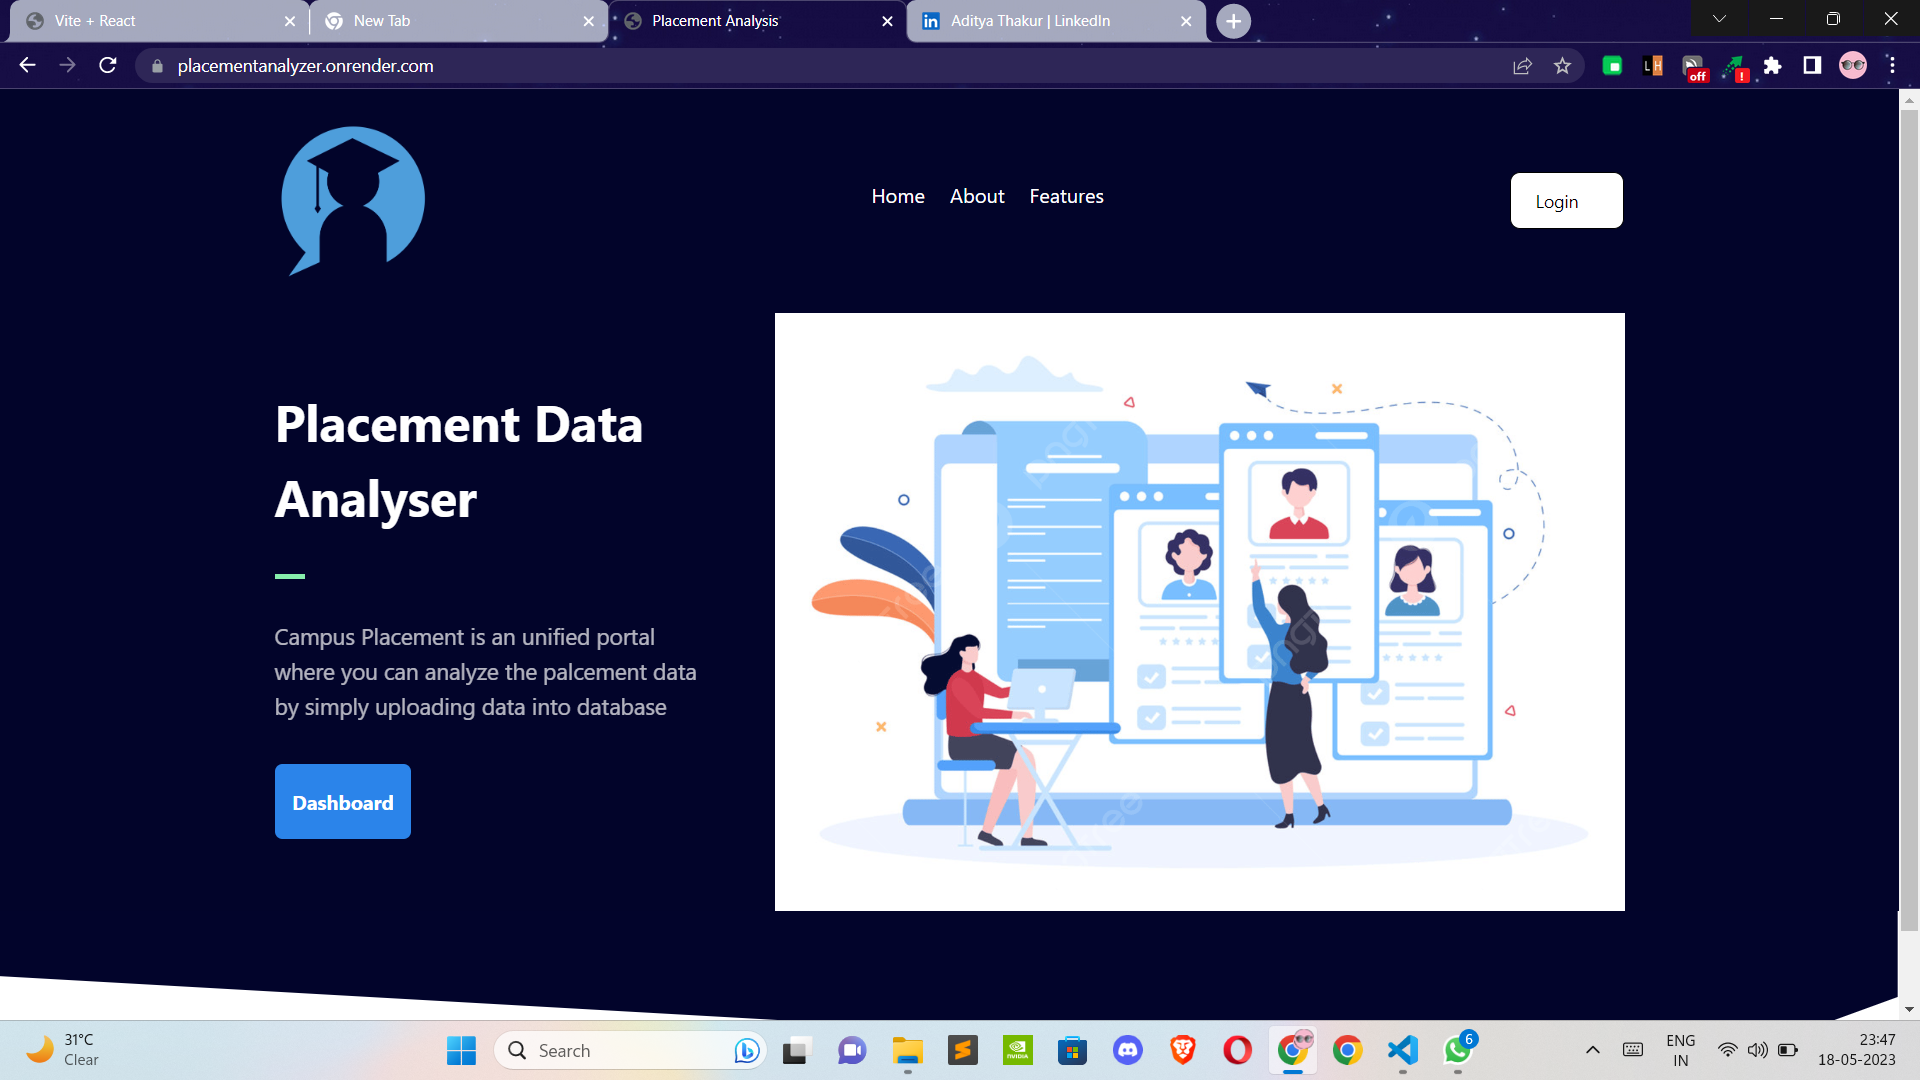 Vite + React
New Tab
Placement Analysis
Aditya Thakur | LinkedIn
placementanalyzer.onrender.com
L H
off
!
Home
About
Features
Login
Placement Data
Analyser
Campus Placement is an unified portal
where you can analyze the palcement data
by simply uploading data into database
Dashboard
31°C
Clear
Search
6
ENG
IN
23:47
18-05-2023